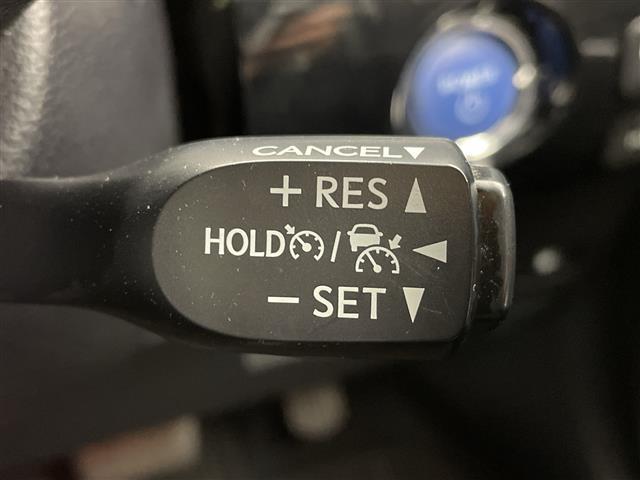 CANCEL▼
+ RES ▲
HOLD / ◀
− SET ▼